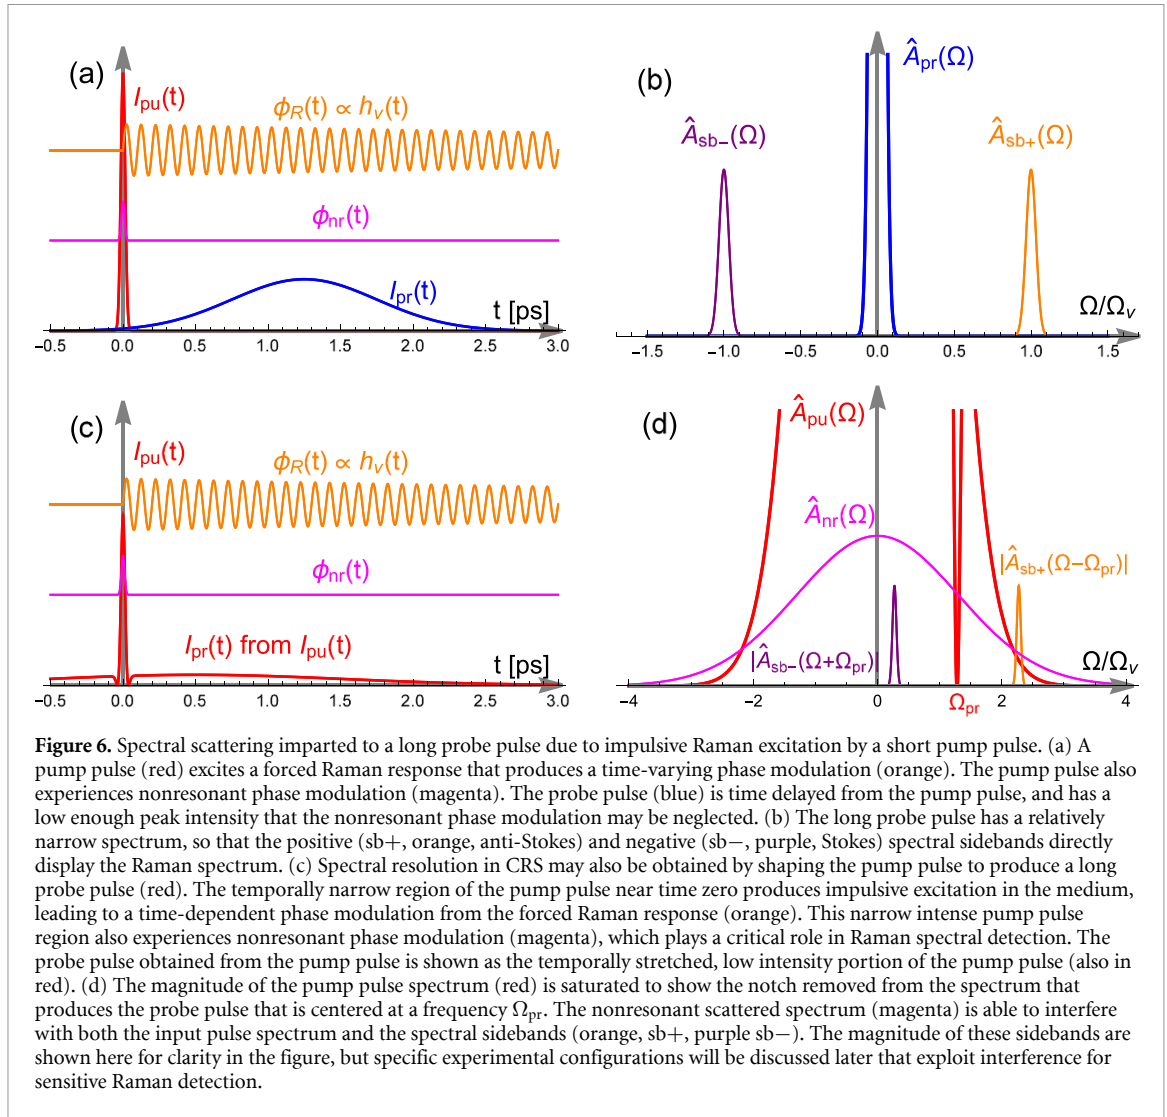 (a)
I_pu(t)
ϕ_R(t) ∝ h_v(t)
ϕ_nr(t)
I_pr(t)
t [ps]
−0.5 0.0 0.5 1.0 1.5 2.0 2.5 3.0
(b)
Â_pr(Ω)
Â_sb−(Ω)
Â_sb+(Ω)
Ω/Ω_v
−1.5 −1.0 −0.5 0.0 0.5 1.0 1.5
(c)
I_pu(t)
ϕ_R(t) ∝ h_v(t)
ϕ_nr(t)
I_pr(t) from I_pu(t)
t [ps]
−0.5 0.0 0.5 1.0 1.5 2.0 2.5 3.0
(d)
Â_pu(Ω)
Â_nr(Ω)
|Â_sb+(Ω−Ω_pr)|
|Â_sb−(Ω+Ω_pr)|
Ω/Ω_v
−4 −2 0 Ω_pr 2 4
Figure 6. Spectral scattering imparted to a long probe pulse due to impulsive Raman excitation by a short pump pulse. (a) A
pump pulse (red) excites a forced Raman response that produces a time-varying phase modulation (orange). The pump pulse also
experiences nonresonant phase modulation (magenta). The probe pulse (blue) is time delayed from the pump pulse, and has a
low enough peak intensity that the nonresonant phase modulation may be neglected. (b) The long probe pulse has a relatively
narrow spectrum, so that the positive (sb+, orange, anti-Stokes) and negative (sb−, purple, Stokes) spectral sidebands directly
display the Raman spectrum. (c) Spectral resolution in CRS may also be obtained by shaping the pump pulse to produce a long
probe pulse (red). The temporally narrow region of the pump pulse near time zero produces impulsive excitation in the medium,
leading to a time-dependent phase modulation from the forced Raman response (orange). This narrow intense pump pulse
region also experiences nonresonant phase modulation (magenta), which plays a critical role in Raman spectral detection. The
probe pulse obtained from the pump pulse is shown as the temporally stretched, low intensity portion of the pump pulse (also in
red). (d) The magnitude of the pump pulse spectrum (red) is saturated to show the notch removed from the spectrum that
produces the probe pulse that is centered at a frequency Ω_pr. The nonresonant scattered spectrum (magenta) is able to interfere
with both the input pulse spectrum and the spectral sidebands (orange, sb+, purple sb−). The magnitude of these sidebands are
shown here for clarity in the figure, but specific experimental configurations will be discussed later that exploit interference for
sensitive Raman detection.